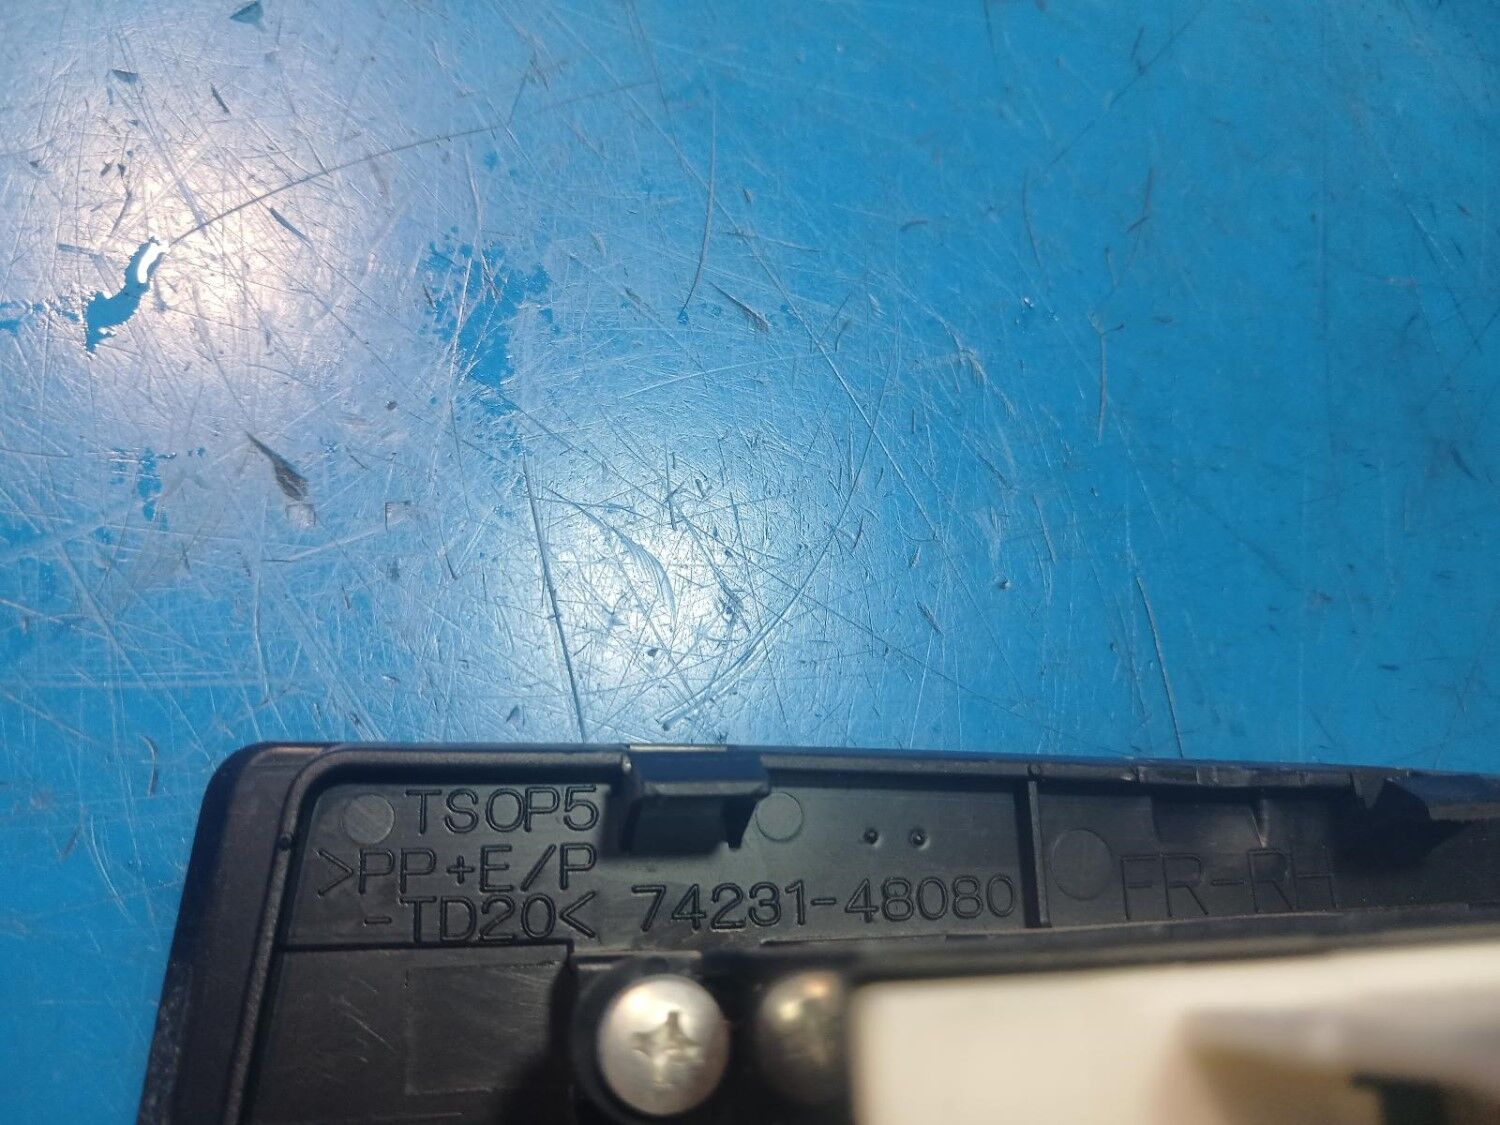 TSOP5
>PP+E/P
-TD20<
74231-48080
FR-RH